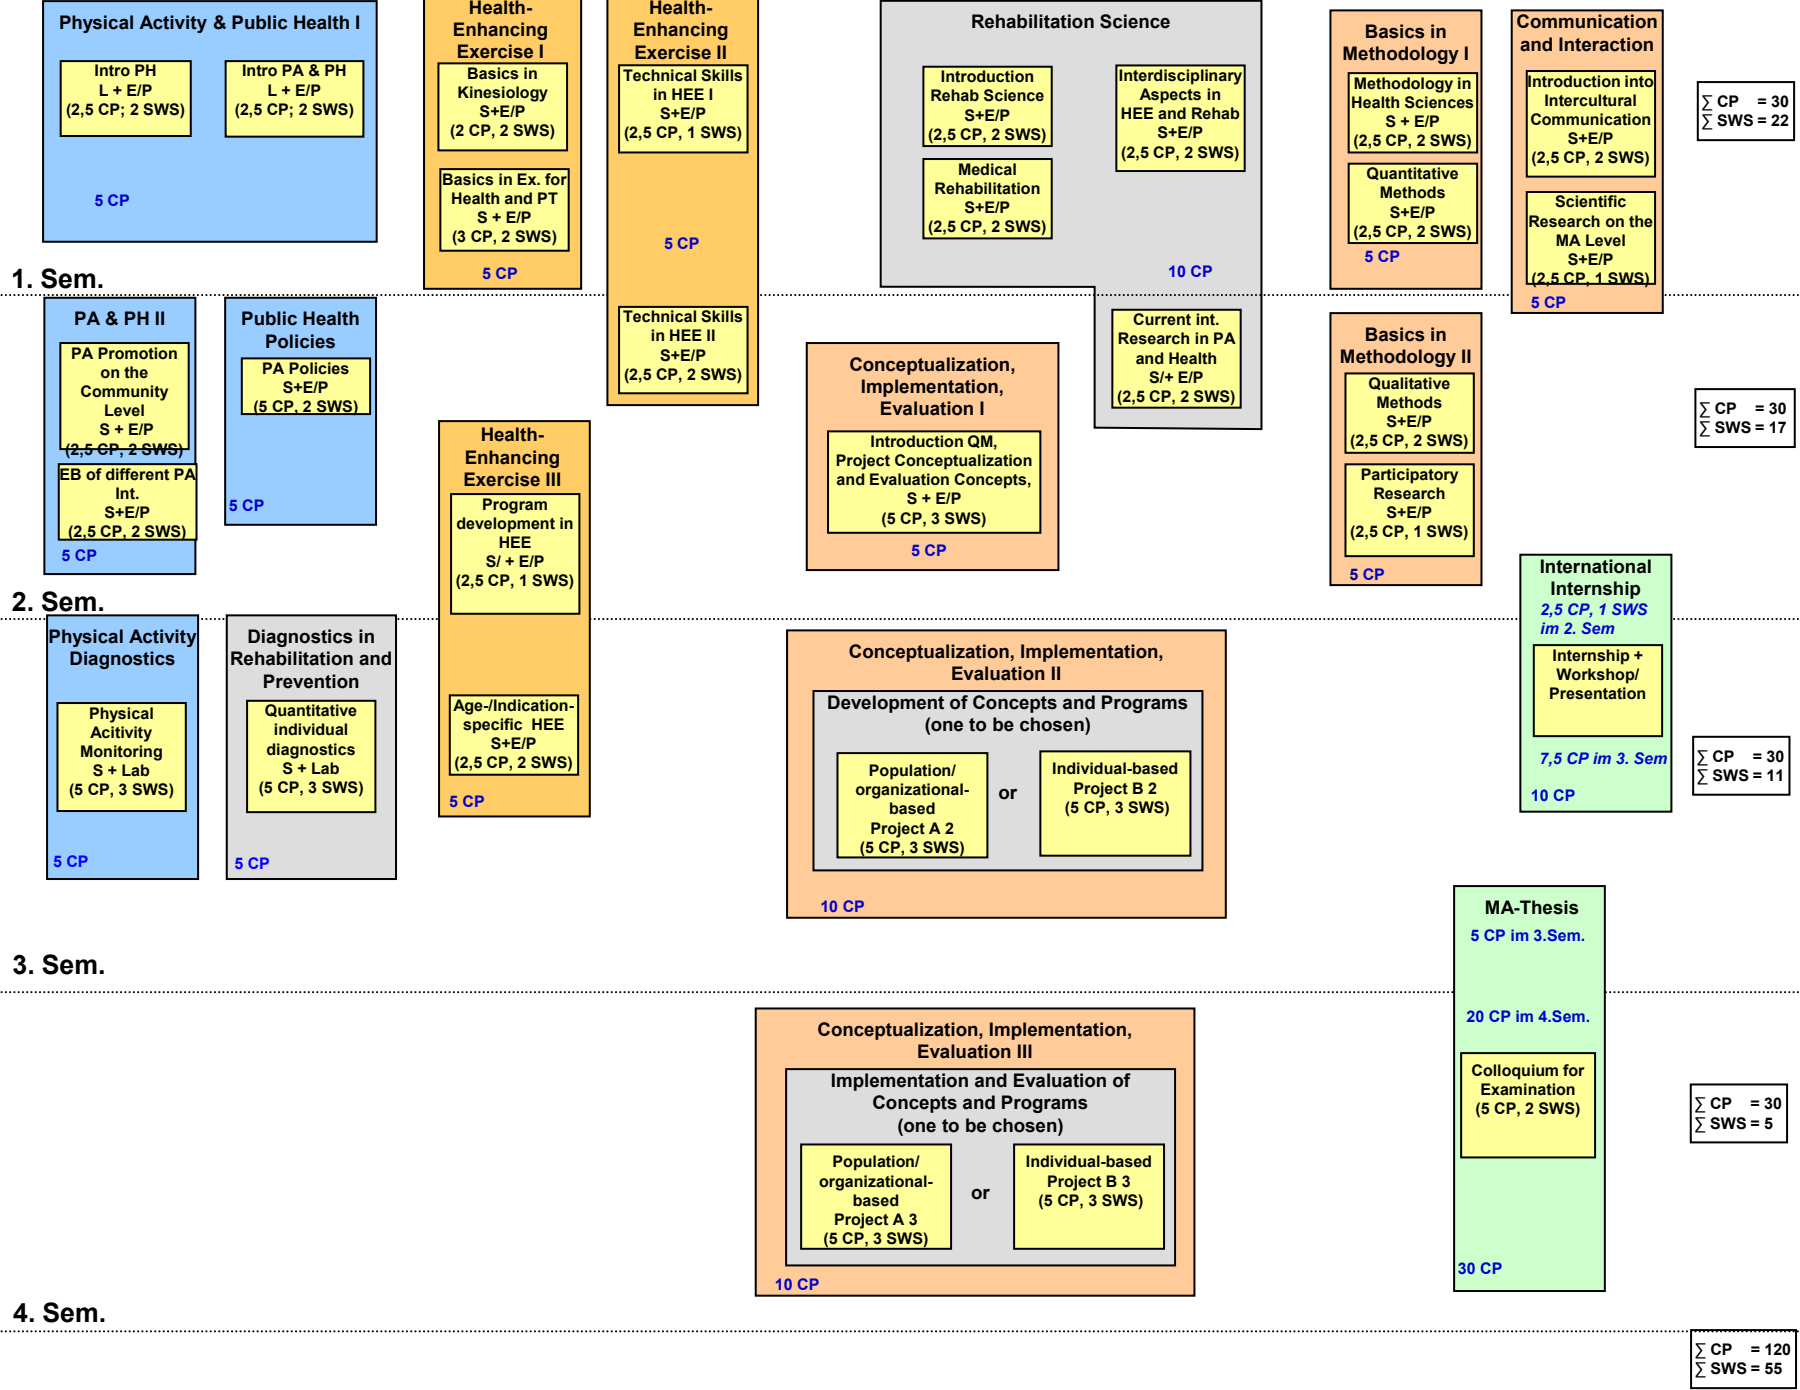 Physical Activity & Public Health I
Intro PH
L + E/P
(2,5 CP; 2 SWS)
Intro PA & PH
L + E/P
(2,5 CP; 2 SWS)
5 CP
Health-
Enhancing
Exercise I
Basics in
Kinesiology
S+E/P
(2 CP, 2 SWS)
Basics in Ex. for
Health and PT
S + E/P
(3 CP, 2 SWS)
5 CP
Health-
Enhancing
Exercise II
Technical Skills
in HEE I
S+E/P
(2,5 CP, 1 SWS)
5 CP
Technical Skills
in HEE II
S+E/P
(2,5 CP, 2 SWS)
Rehabilitation Science
Introduction
Rehab Science
S+E/P
(2,5 CP, 2 SWS)
Medical
Rehabilitation
S+E/P
(2,5 CP, 2 SWS)
Interdisciplinary
Aspects in
HEE and Rehab
S+E/P
(2,5 CP, 2 SWS)
10 CP
Current int.
Research in PA
and Health
S/+ E/P
(2,5 CP, 2 SWS)
Basics in
Methodology I
Methodology in
Health Sciences
S + E/P
(2,5 CP, 2 SWS)
Quantitative
Methods
S+E/P
(2,5 CP, 2 SWS)
5 CP
Communication
and Interaction
Introduction into
Intercultural
Communication
S+E/P
(2,5 CP, 2 SWS)
Scientific
Research on the
MA Level
S+E/P
(2,5 CP, 1 SWS)
5 CP
∑ CP = 30
∑ SWS = 22
1. Sem.
PA & PH II
PA Promotion
on the
Community
Level
S + E/P
(2,5 CP, 2 SWS)
EB of different PA
Int.
S+E/P
(2,5 CP, 2 SWS)
5 CP
Public Health
Policies
PA Policies
S+E/P
(5 CP, 2 SWS)
5 CP
Health-
Enhancing
Exercise III
Program
development in
HEE
S/ + E/P
(2,5 CP, 1 SWS)
Age-/Indication-
specific HEE
S+E/P
(2,5 CP, 2 SWS)
5 CP
Conceptualization,
Implementation,
Evaluation I
Introduction QM,
Project Conceptualization
and Evaluation Concepts,
S + E/P
(5 CP, 3 SWS)
5 CP
Basics in
Methodology II
Qualitative
Methods
S+E/P
(2,5 CP, 2 SWS)
Participatory
Research
S+E/P
(2,5 CP, 1 SWS)
5 CP
∑ CP = 30
∑ SWS = 17
International
Internship
2,5 CP, 1 SWS
im 2. Sem
Internship +
Workshop/
Presentation
7,5 CP im 3. Sem
10 CP
2. Sem.
Physical Activity
Diagnostics
Physical
Acitivity
Monitoring
S + Lab
(5 CP, 3 SWS)
5 CP
Diagnostics in
Rehabilitation and
Prevention
Quantitative
individual
diagnostics
S + Lab
(5 CP, 3 SWS)
5 CP
Conceptualization, Implementation,
Evaluation II
Development of Concepts and Programs
(one to be chosen)
Population/
organizational-
based
Project A 2
(5 CP, 3 SWS)
or
Individual-based
Project B 2
(5 CP, 3 SWS)
10 CP
∑ CP = 30
∑ SWS = 11
MA-Thesis
5 CP im 3.Sem.
20 CP im 4.Sem.
Colloquium for
Examination
(5 CP, 2 SWS)
30 CP
3. Sem.
Conceptualization, Implementation,
Evaluation III
Implementation and Evaluation of
Concepts and Programs
(one to be chosen)
Population/
organizational-
based
Project A 3
(5 CP, 3 SWS)
or
Individual-based
Project B 3
(5 CP, 3 SWS)
10 CP
∑ CP = 30
∑ SWS = 5
4. Sem.
∑ CP = 120
∑ SWS = 55